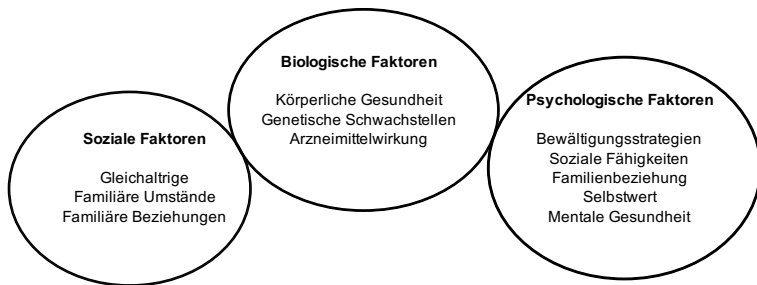 Soziale Faktoren
Gleichaltrige
Familiäre Umstände
Familiäre Beziehungen
Biologische Faktoren
Körperliche Gesundheit
Genetische Schwachstellen
Arzneimittelwirkung
Psychologische Faktoren
Bewältigungsstrategien
Soziale Fähigkeiten
Familienbeziehung
Selbstwert
Mentale Gesundheit